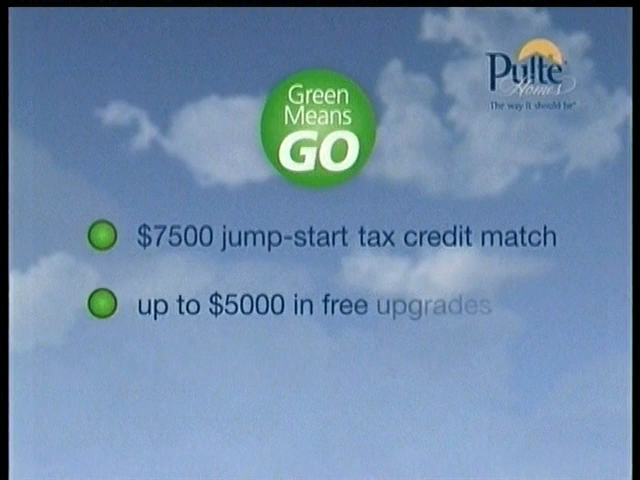 Green
Means
GO
Pulte
Homes
The way it should be
$7500 jump-start tax credit match
up to $5000 in free upgrades